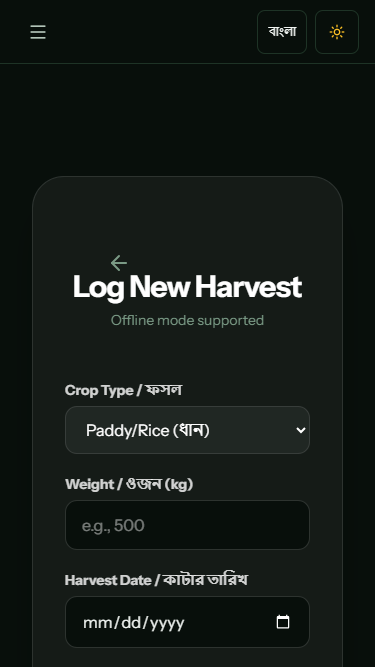 বাংলা
Log New Harvest
Offline mode supported
Crop Type / ফসল
Paddy/Rice (ধান)
Weight / ওজন (kg)
e.g., 500
Harvest Date / কাটার তারিখ
mm/dd/yyyy